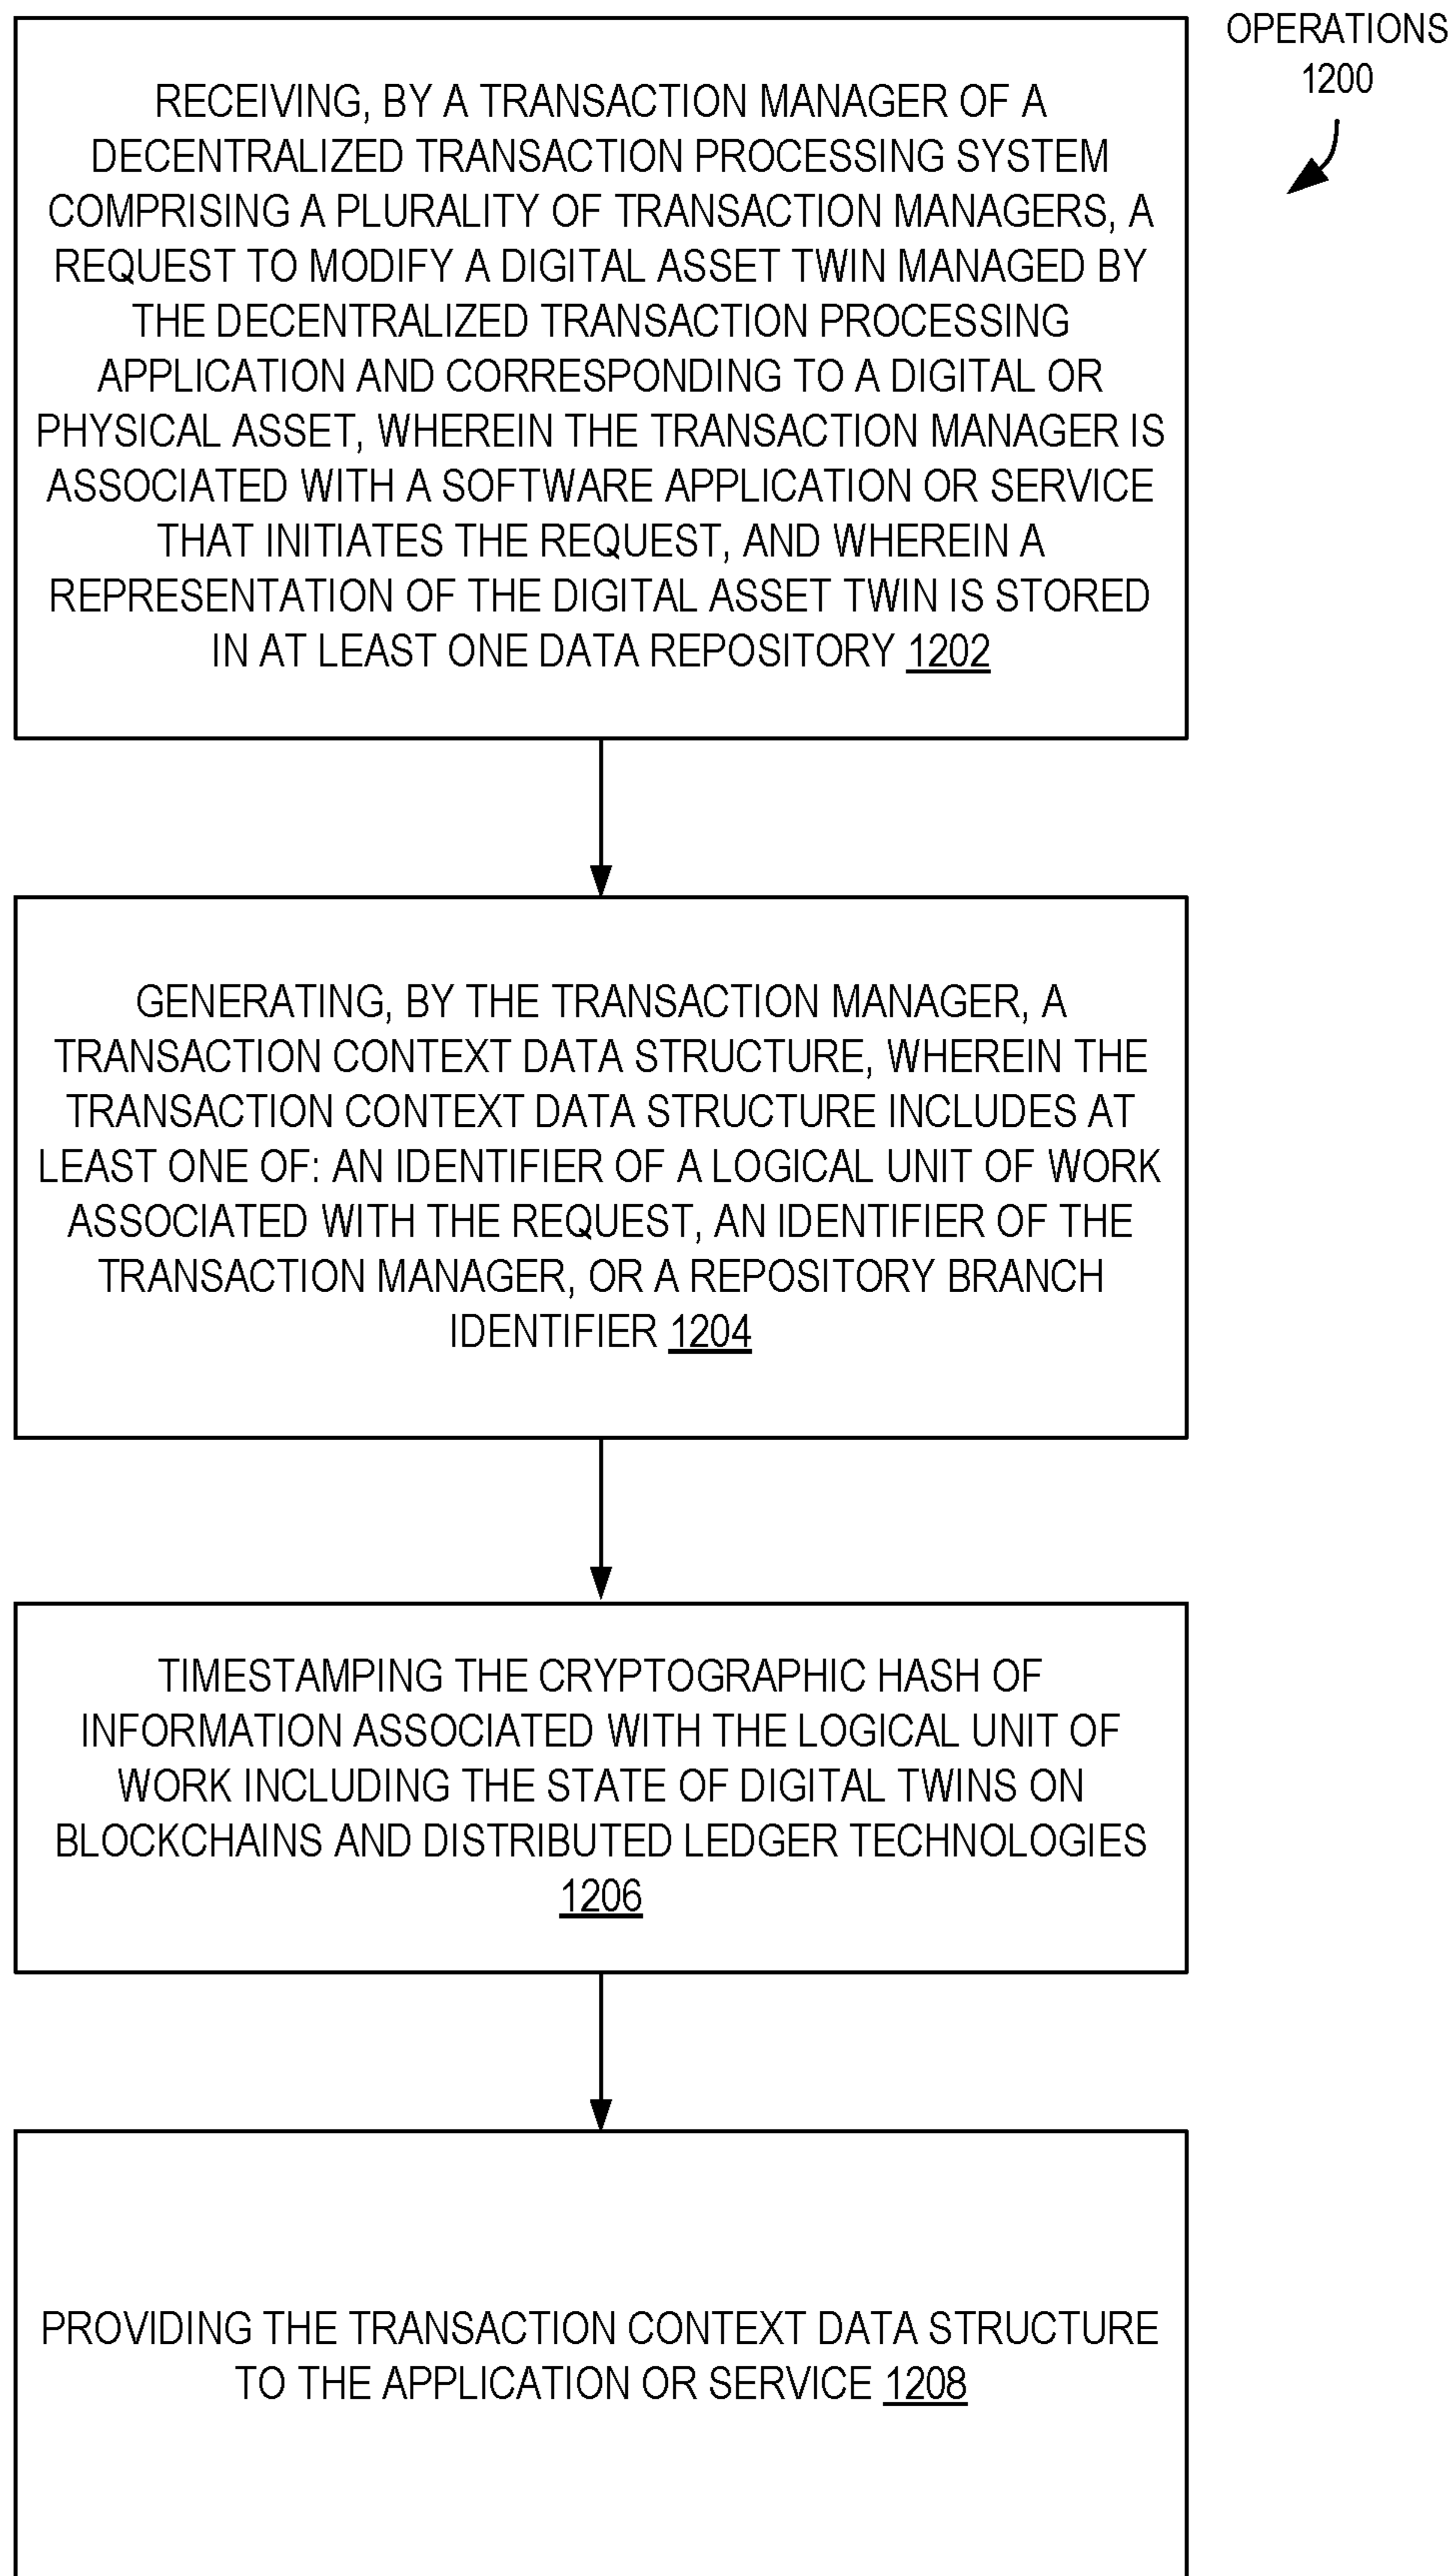 OPERATIONS
1200
RECEIVING, BY A TRANSACTION MANAGER OF A
DECENTRALIZED TRANSACTION PROCESSING SYSTEM
COMPRISING A PLURALITY OF TRANSACTION MANAGERS, A
REQUEST TO MODIFY A DIGITAL ASSET TWIN MANAGED BY
THE DECENTRALIZED TRANSACTION PROCESSING
APPLICATION AND CORRESPONDING TO A DIGITAL OR
PHYSICAL ASSET, WHEREIN THE TRANSACTION MANAGER IS
ASSOCIATED WITH A SOFTWARE APPLICATION OR SERVICE
THAT INITIATES THE REQUEST, AND WHEREIN A
REPRESENTATION OF THE DIGITAL ASSET TWIN IS STORED
IN AT LEAST ONE DATA REPOSITORY 1202
GENERATING, BY THE TRANSACTION MANAGER, A
TRANSACTION CONTEXT DATA STRUCTURE, WHEREIN THE
TRANSACTION CONTEXT DATA STRUCTURE INCLUDES AT
LEAST ONE OF: AN IDENTIFIER OF A LOGICAL UNIT OF WORK
ASSOCIATED WITH THE REQUEST, AN IDENTIFIER OF THE
TRANSACTION MANAGER, OR A REPOSITORY BRANCH
IDENTIFIER 1204
TIMESTAMPING THE CRYPTOGRAPHIC HASH OF
INFORMATION ASSOCIATED WITH THE LOGICAL UNIT OF
WORK INCLUDING THE STATE OF DIGITAL TWINS ON
BLOCKCHAINS AND DISTRIBUTED LEDGER TECHNOLOGIES
1206
PROVIDING THE TRANSACTION CONTEXT DATA STRUCTURE
TO THE APPLICATION OR SERVICE 1208